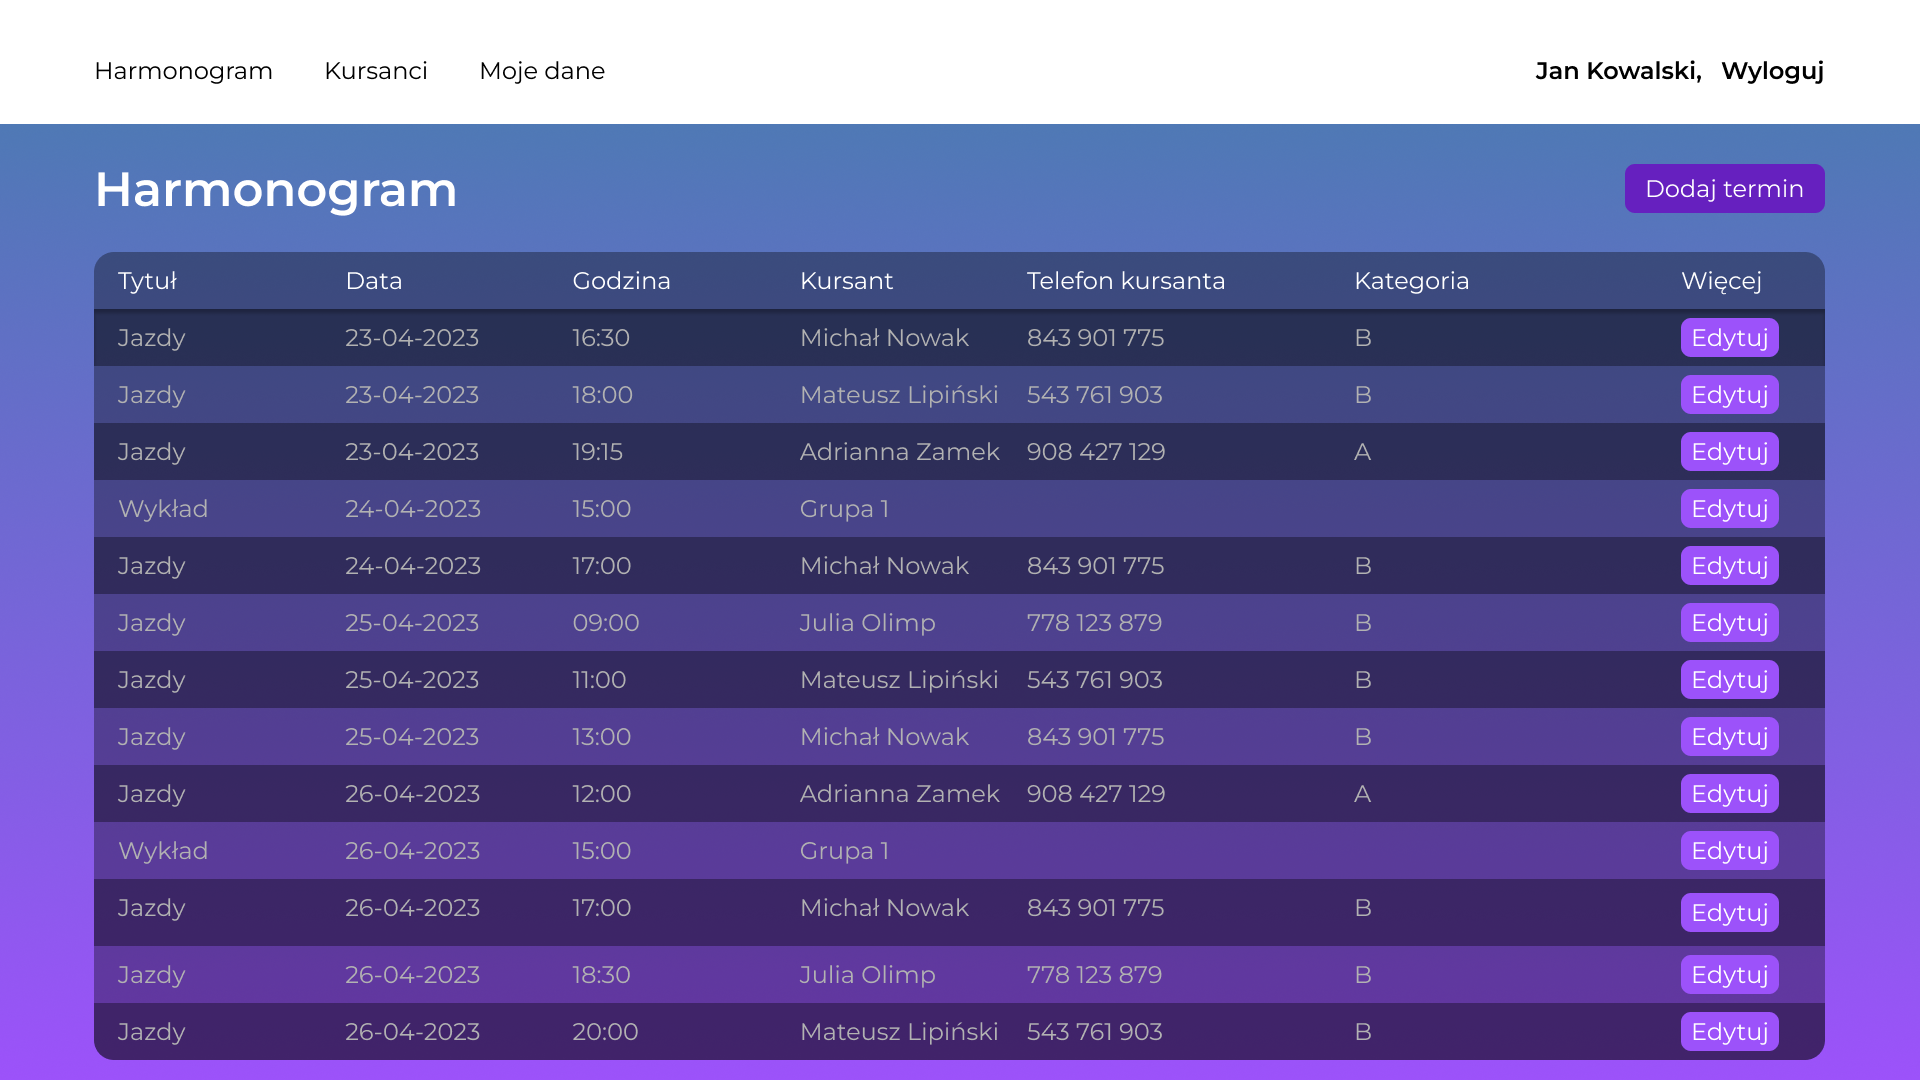 Harmonogram Kursanci Moje dane Jan Kowalski, Wyloguj
Harmonogram Dodaj termin
Tytuł Data Godzina Kursant Telefon kursanta Kategoria Więcej
Jazdy 23-04-2023 16:30 Michał Nowak 843 901 775 B Edytuj
Jazdy 23-04-2023 18:00 Mateusz Lipiński 543 761 903 B Edytuj
Jazdy 23-04-2023 19:15 Adrianna Zamek 908 427 129 A Edytuj
Wykład 24-04-2023 15:00 Grupa 1 Edytuj
Jazdy 24-04-2023 17:00 Michał Nowak 843 901 775 B Edytuj
Jazdy 25-04-2023 09:00 Julia Olimp 778 123 879 B Edytuj
Jazdy 25-04-2023 11:00 Mateusz Lipiński 543 761 903 B Edytuj
Jazdy 25-04-2023 13:00 Michał Nowak 843 901 775 B Edytuj
Jazdy 26-04-2023 12:00 Adrianna Zamek 908 427 129 A Edytuj
Wykład 26-04-2023 15:00 Grupa 1 Edytuj
Jazdy 26-04-2023 17:00 Michał Nowak 843 901 775 B Edytuj
Jazdy 26-04-2023 18:30 Julia Olimp 778 123 879 B Edytuj
Jazdy 26-04-2023 20:00 Mateusz Lipiński 543 761 903 B Edytuj